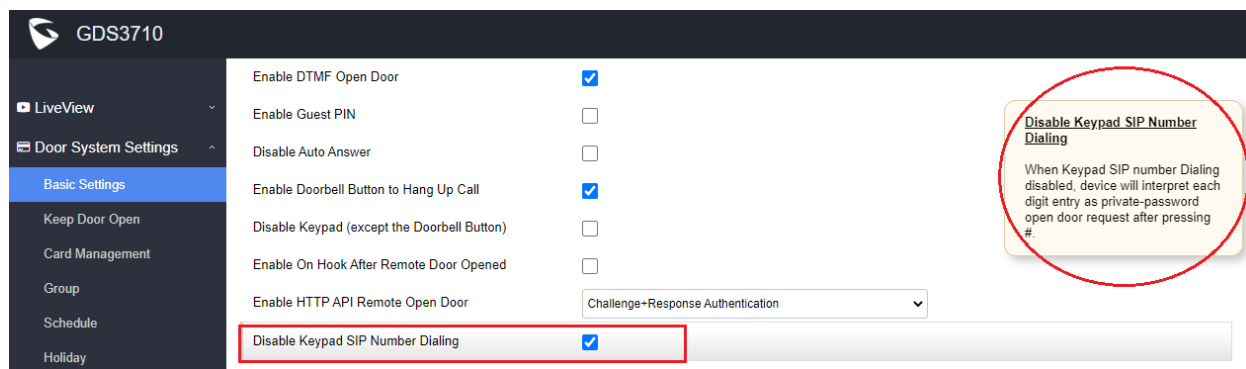 GDS3710
LiveView
Door System Settings
Basic Settings
Keep Door Open
Card Management
Group
Schedule
Holiday
Enable DTMF Open Door
Enable Guest PIN
Disable Auto Answer
Enable Doorbell Button to Hang Up Call
Disable Keypad (except the Doorbell Button)
Enable On Hook After Remote Door Opened
Enable HTTP API Remote Open Door
Challenge+Response Authentication
Disable Keypad SIP Number Dialing
Disable Keypad SIP Number
Dialing
When Keypad SIP number Dialing
disabled, device will interpret each
digit entry as private-password
open door request after pressing
#.